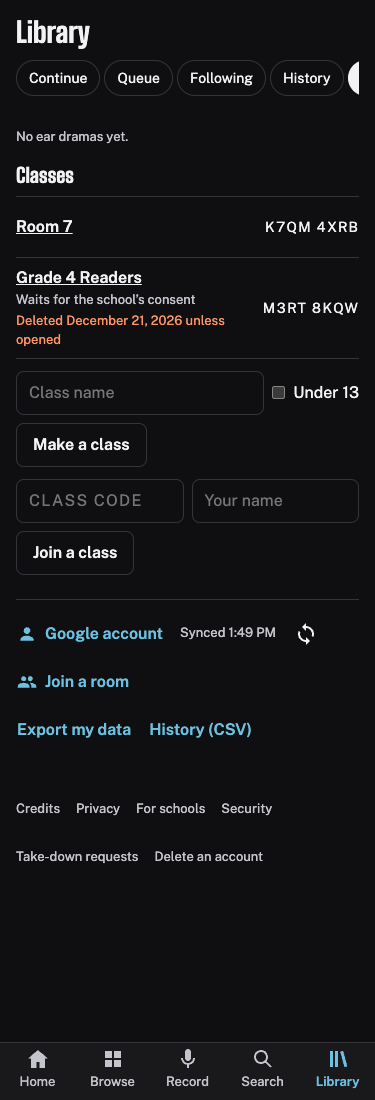 Library
Continue
Queue
Following
History
No ear dramas yet.
Classes
Room 7
K7QM 4XRB
Grade 4 Readers
Waits for the school's consent
Deleted December 21, 2026 unless
opened
M3RT 8KQW
Class name
Under 13
Make a class
CLASS CODE
Your name
Join a class
Google account
Synced 1:49 PM
Join a room
Export my data
History (CSV)
Credits
Privacy
For schools
Security
Take-down requests
Delete an account
Home
Browse
Record
Search
Library